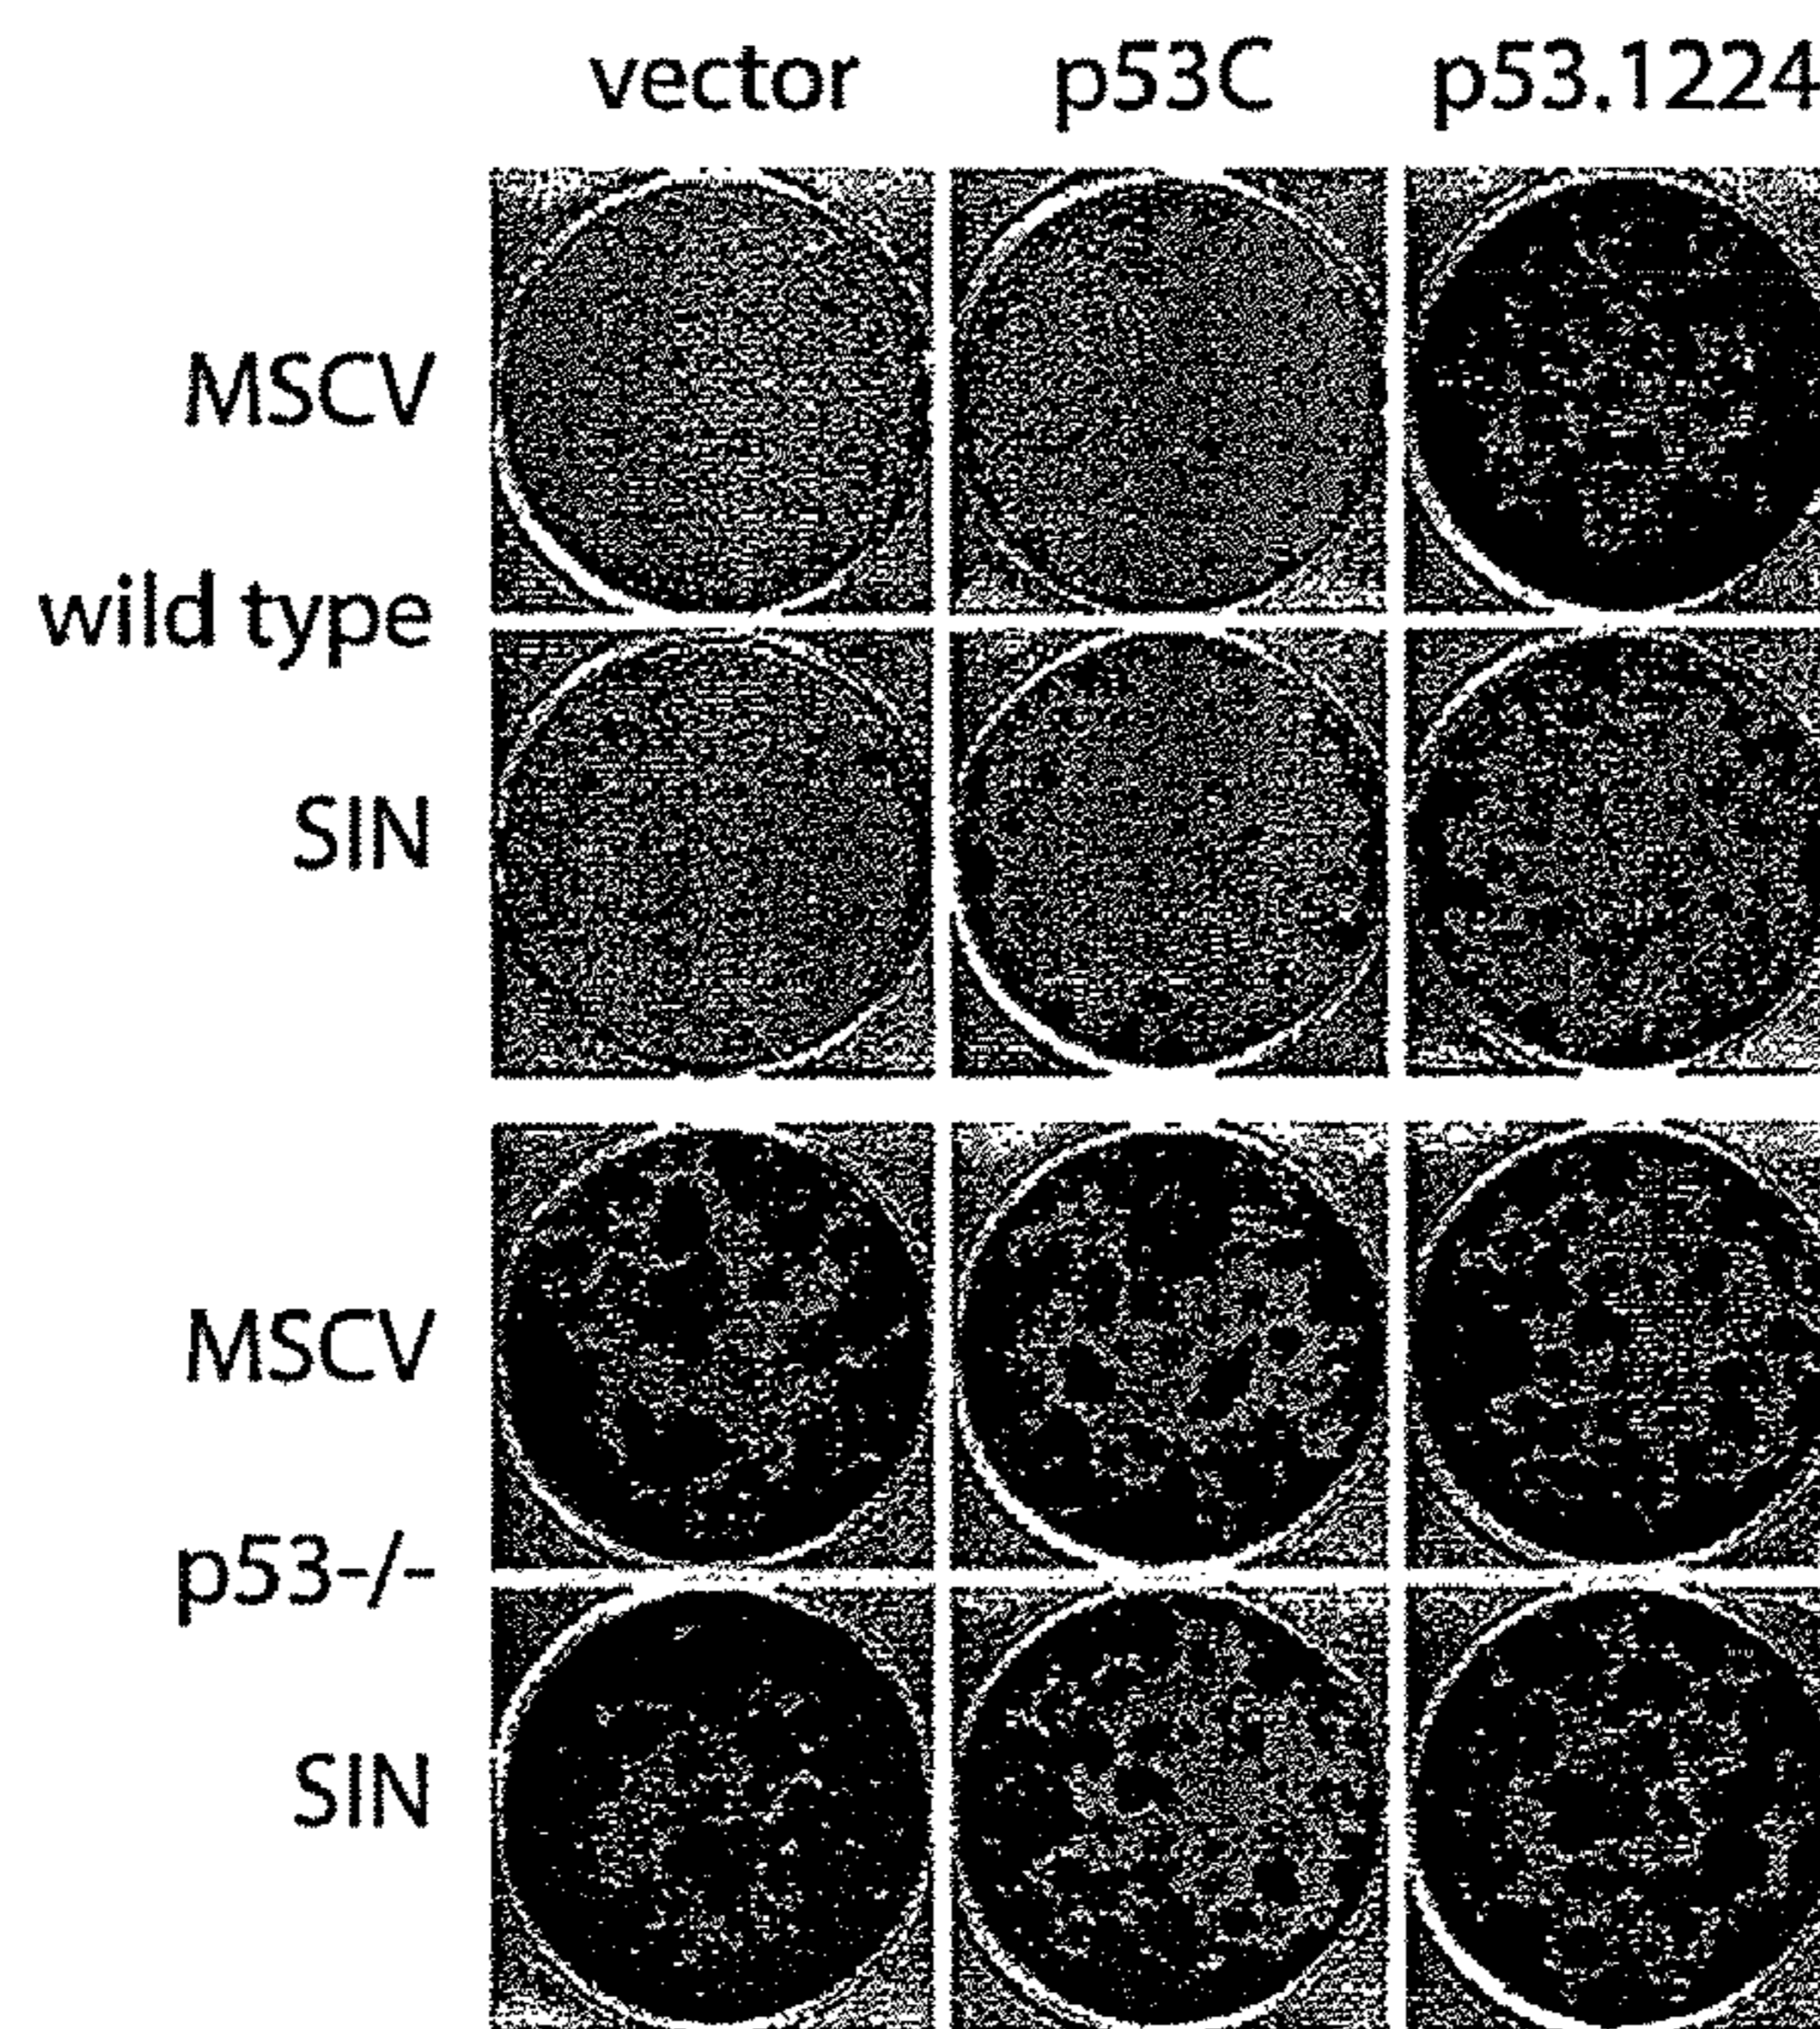 vector p53C p53.1224
MSCV
wild type
SIN
MSCV
p53-/-
SIN